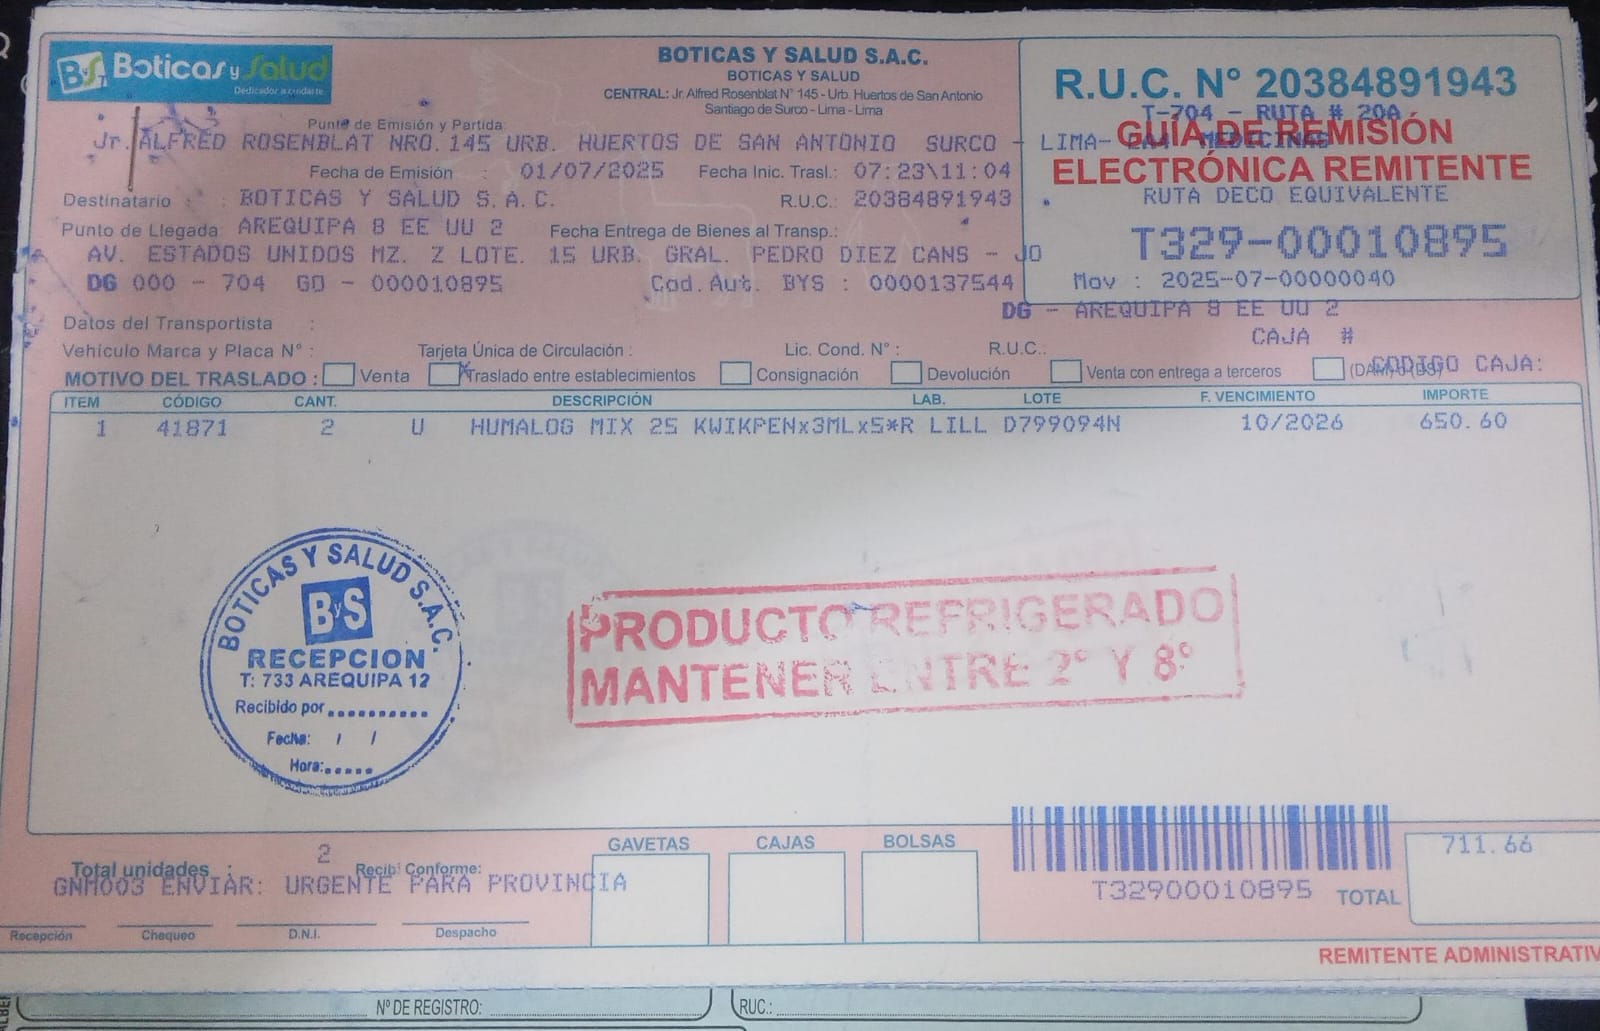 ByS Boticas y Salud
Dedicados a cuidarte.
BOTICAS Y SALUD S.A.C.
BOTICAS Y SALUD
CENTRAL: Jr. Alfred Rosenblat N° 145 - Urb. Huertos de San Antonio
Santiago de Surco - Lima - Lima
R.U.C. N° 20384891943
T-704 - RUTA # 20A
GUÍA DE REMISIÓN
MEDICINAS
ELECTRÓNICA REMITENTE
RUTA DECO EQUIVALENTE
T329-00010895
Mov : 2025-07-00000040
Punto de Emisión y Partida:
Jr. ALFRED ROSENBLAT NRO. 145 URB. HUERTOS DE SAN ANTONIO SURCO - LIMA-
Fecha de Emisión : 01/07/2025 Fecha Inic. Trasl.: 07:23\11:04
Destinatario : BOTICAS Y SALUD S.A.C. R.U.C.: 20384891943
Punto de Llegada: AREQUIPA 8 EE UU 2 Fecha Entrega de Bienes al Transp.:
AV. ESTADOS UNIDOS MZ. Z LOTE. 15 URB. GRAL. PEDRO DIEZ CANS - JO
DG 000 - 704 GO - 000010895 Cod. Aut. BYS : 0000137544
DG - AREQUIPA 8 EE UU 2
Datos del Transportista :
CAJA #
Vehículo Marca y Placa N° : Tarjeta Única de Circulación : Lic. Cond. N° : R.U.C.:
CODIGO CAJA:
MOTIVO DEL TRASLADO : Venta X Traslado entre establecimientos Consignación Devolución Venta con entrega a terceros
ITEM CÓDIGO CANT. DESCRIPCIÓN LAB. LOTE F. VENCIMIENTO IMPORTE
1 41871 2 U HUMALOG MIX 25 KWIKPENx3MLx5*R LILL D799094N 10/2026 650.60
BOTICAS Y SALUD S.A.C.
ByS
RECEPCION
T: 733 AREQUIPA 12
Recibido por..........
Fecha: / /
Hora:.....
PRODUCTO REFRIGERADO
MANTENER ENTRE 2° Y 8°
GAVETAS CAJAS BOLSAS
711.66
Total unidades : 2 Recibí Conforme:
GNM003 ENVIAR: URGENTE PARA PROVINCIA
T32900010895 TOTAL
Recepción Chequeo D.N.I. Despacho
REMITENTE ADMINISTRATIV
N° DE REGISTRO: RUC.: